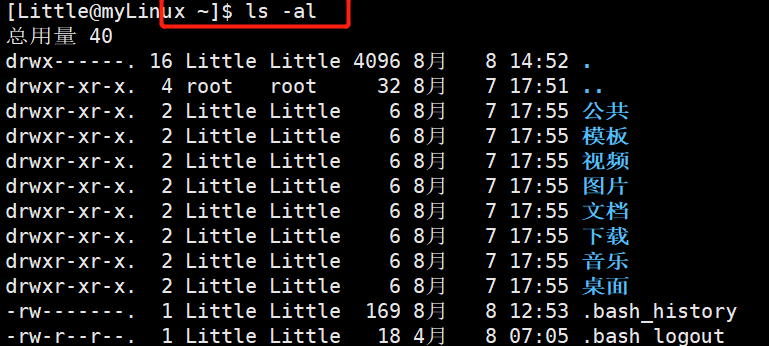 [Little@myLinux ~]$ ls -al
总用量 40
drwx------. 16 Little Little 4096 8月   8 14:52 .
drwxr-xr-x.  4 root   root     32 8月   7 17:51 ..
drwxr-xr-x.  2 Little Little    6 8月   7 17:55 公共
drwxr-xr-x.  2 Little Little    6 8月   7 17:55 模板
drwxr-xr-x.  2 Little Little    6 8月   7 17:55 视频
drwxr-xr-x.  2 Little Little    6 8月   7 17:55 图片
drwxr-xr-x.  2 Little Little    6 8月   7 17:55 文档
drwxr-xr-x.  2 Little Little    6 8月   7 17:55 下载
drwxr-xr-x.  2 Little Little    6 8月   7 17:55 音乐
drwxr-xr-x.  2 Little Little    6 8月   7 17:55 桌面
-rw-------.  1 Little Little  169 8月   8 12:53 .bash_history
-rw-r--r--.  1 Little Little   18 4月   8 07:05 .bash_logout